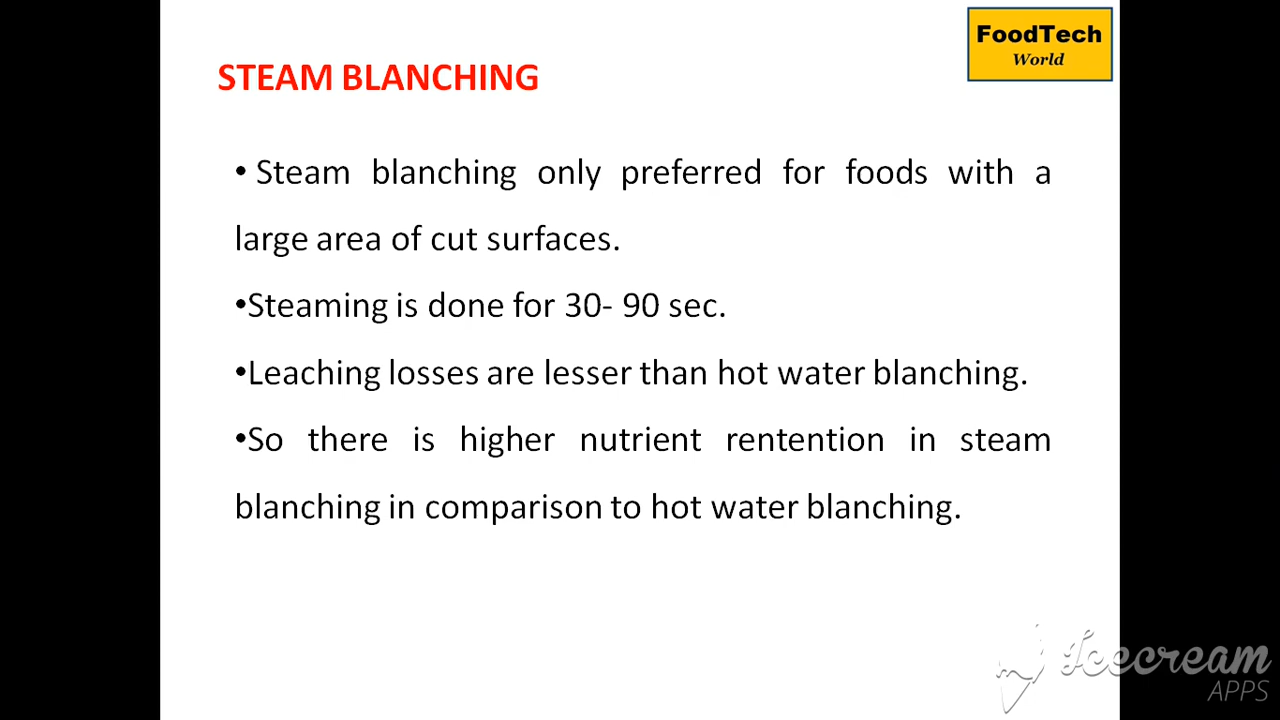 FoodTech
World
STEAM BLANCHING
• Steam blanching only preferred for foods with a
large area of cut surfaces.
•Steaming is done for 30- 90 sec.
•Leaching losses are lesser than hot water blanching.
•So there is higher nutrient rentention in steam
blanching in comparison to hot water blanching.
Icecream
APPS